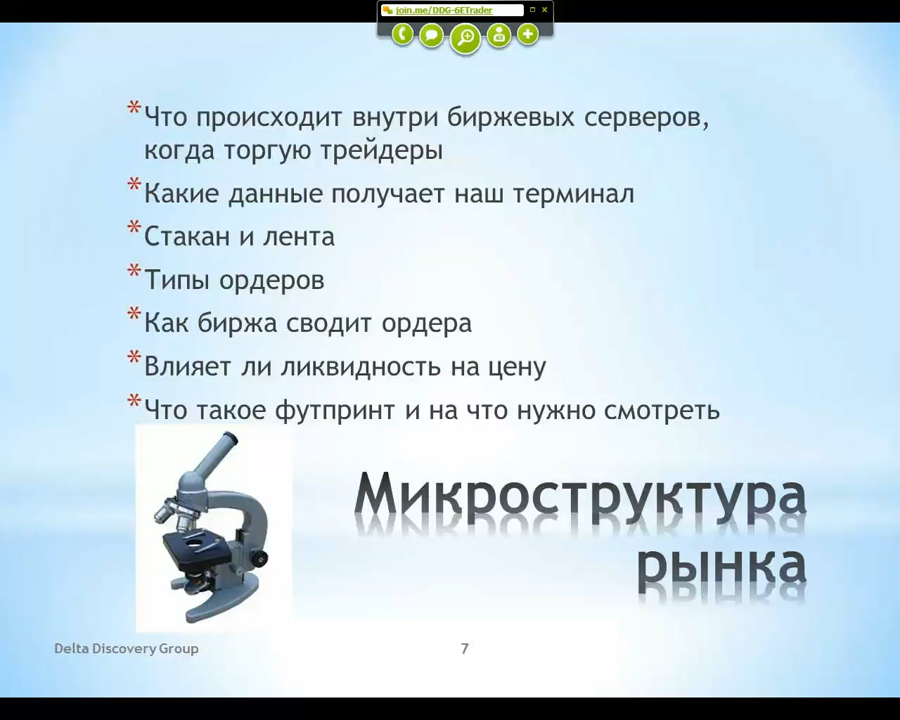 join.me/DDG-6ETrader
* Что происходит внутри биржевых серверов,
когда торгую трейдеры
* Какие данные получает наш терминал
* Стакан и лента
* Типы ордеров
* Как биржа сводит ордера
* Влияет ли ликвидность на цену
* Что такое футпринт и на что нужно смотреть
Микроструктура
рынка
Delta Discovery Group
7